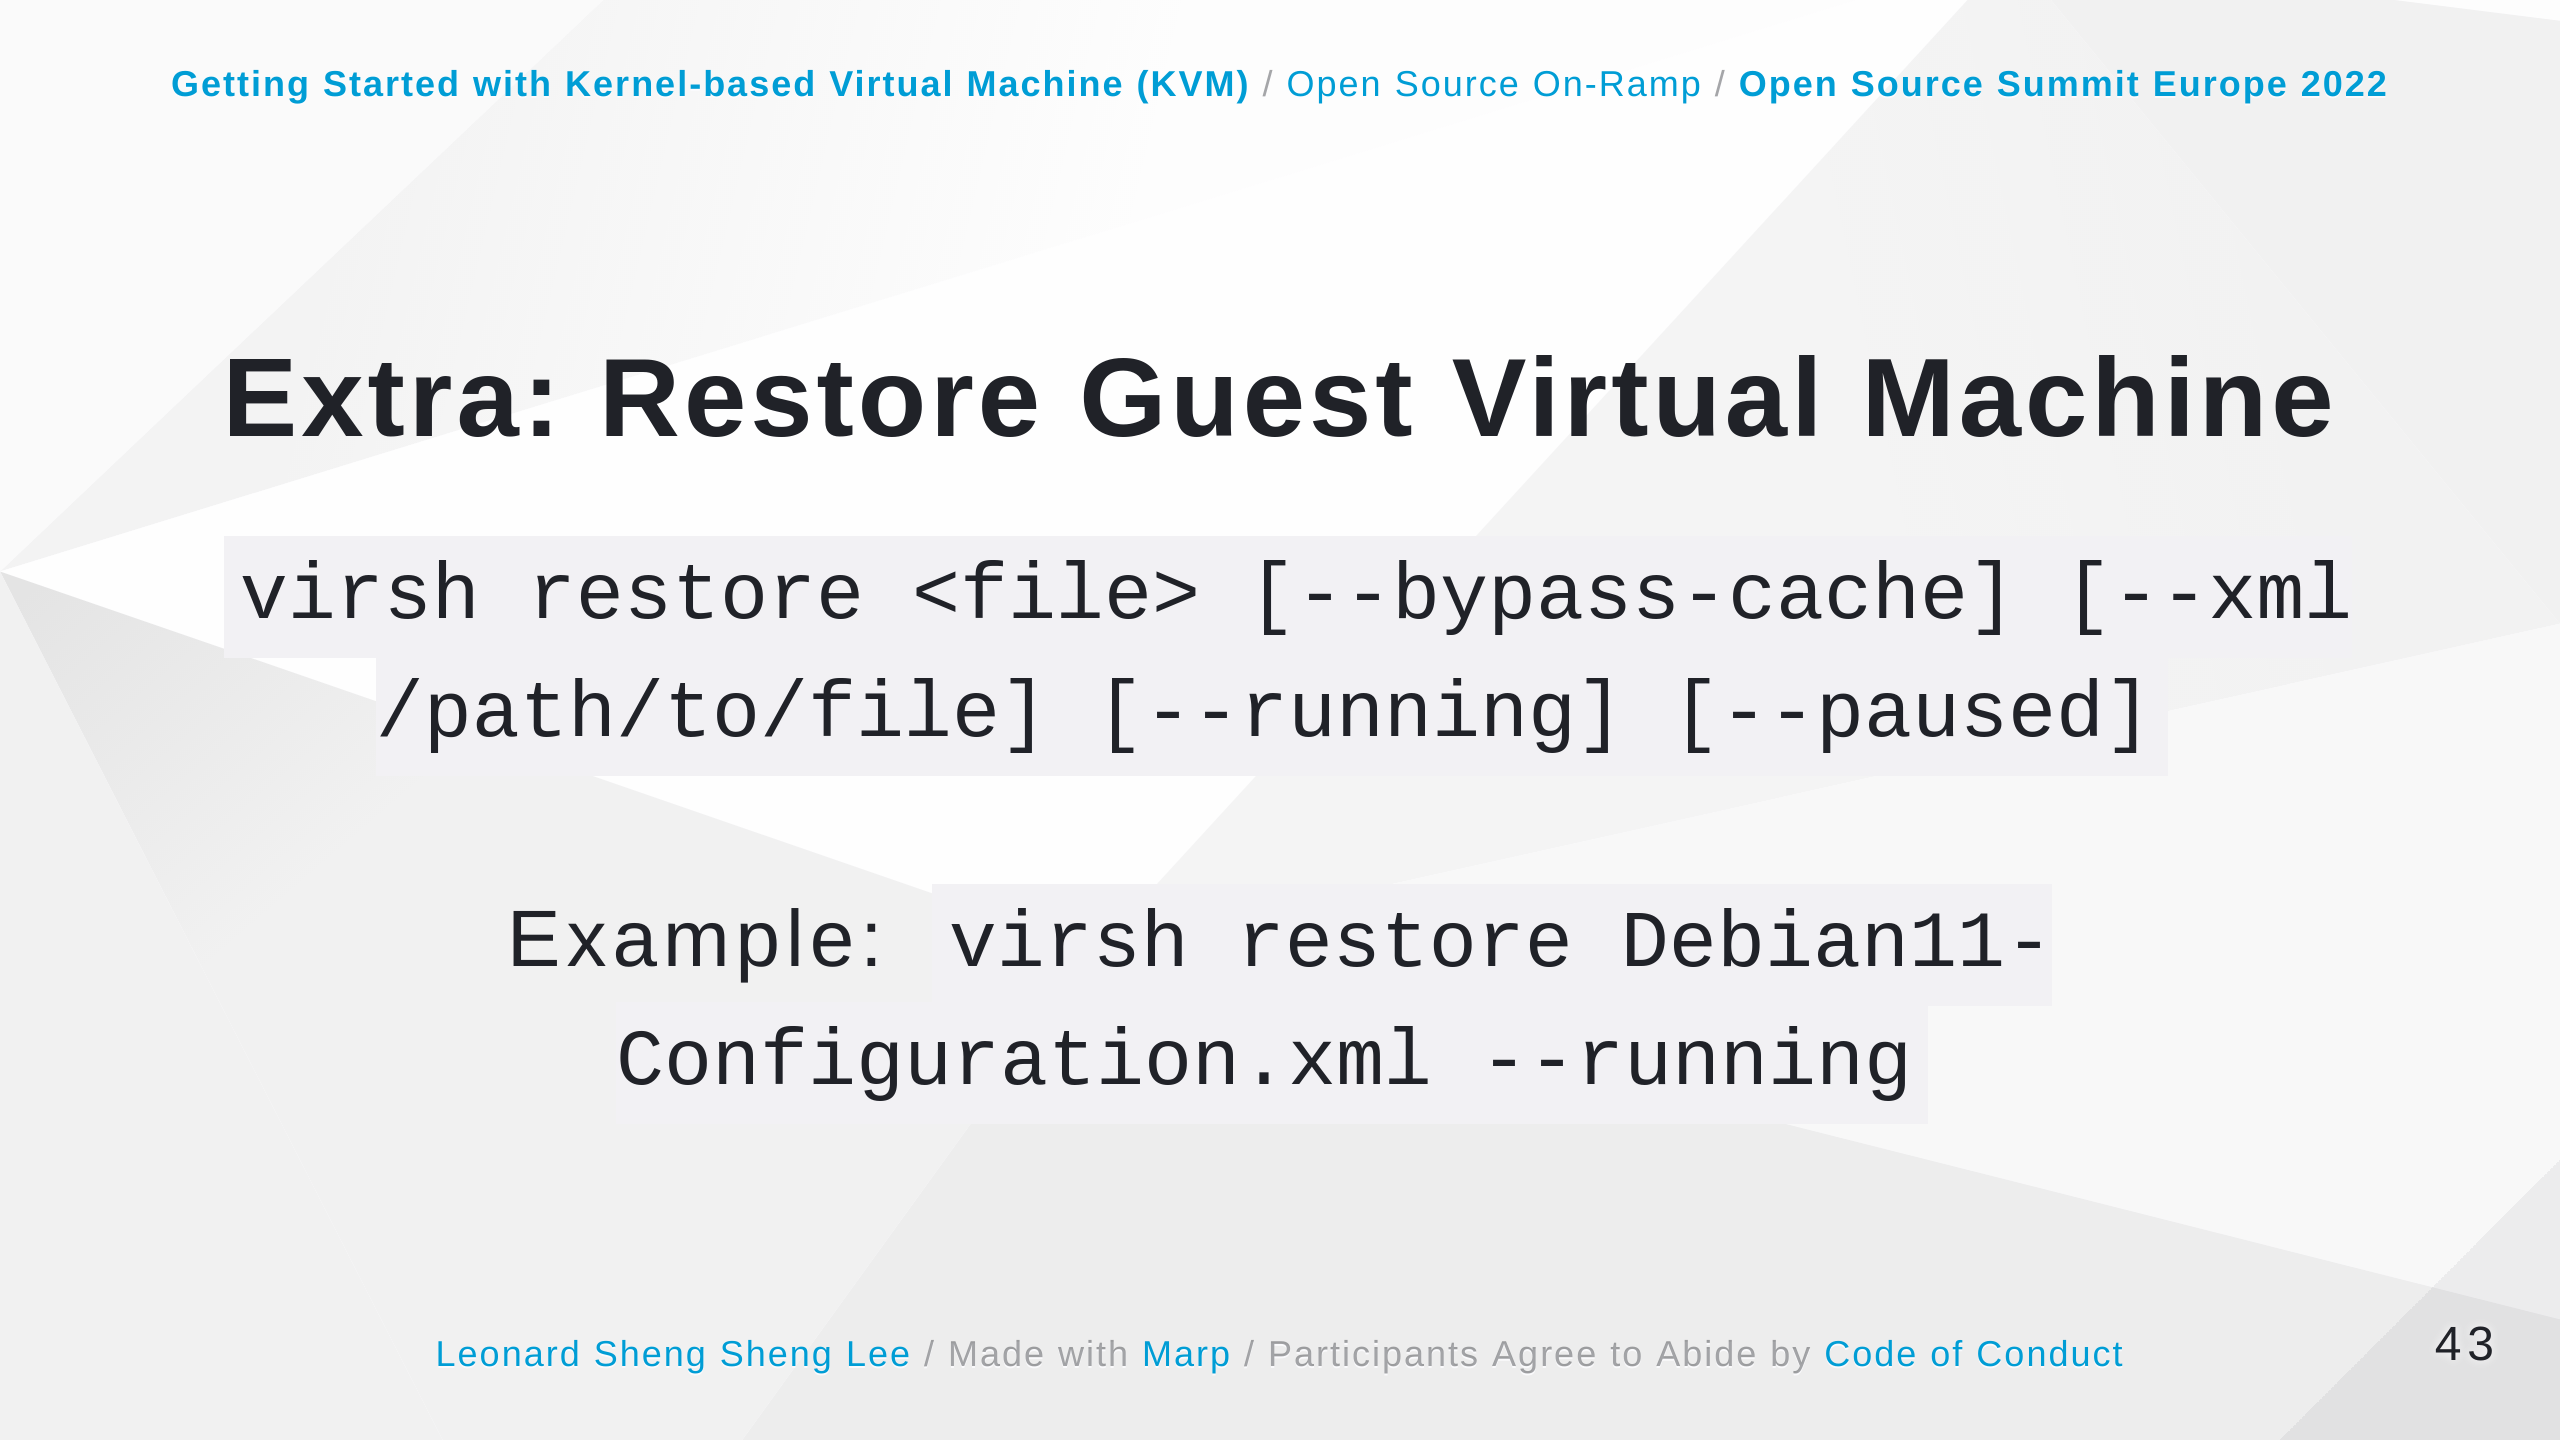 Getting Started with Kernel-based Virtual Machine (KVM) / Open Source On-Ramp / Open Source Summit Europe 2022
Extra: Restore Guest Virtual Machine
virsh restore <file> [--bypass-cache] [--xml
/path/to/file] [--running] [--paused]
Example: virsh restore Debian11-
Configuration.xml --running
Leonard Sheng Sheng Lee / Made with Marp / Participants Agree to Abide by Code of Conduct
43